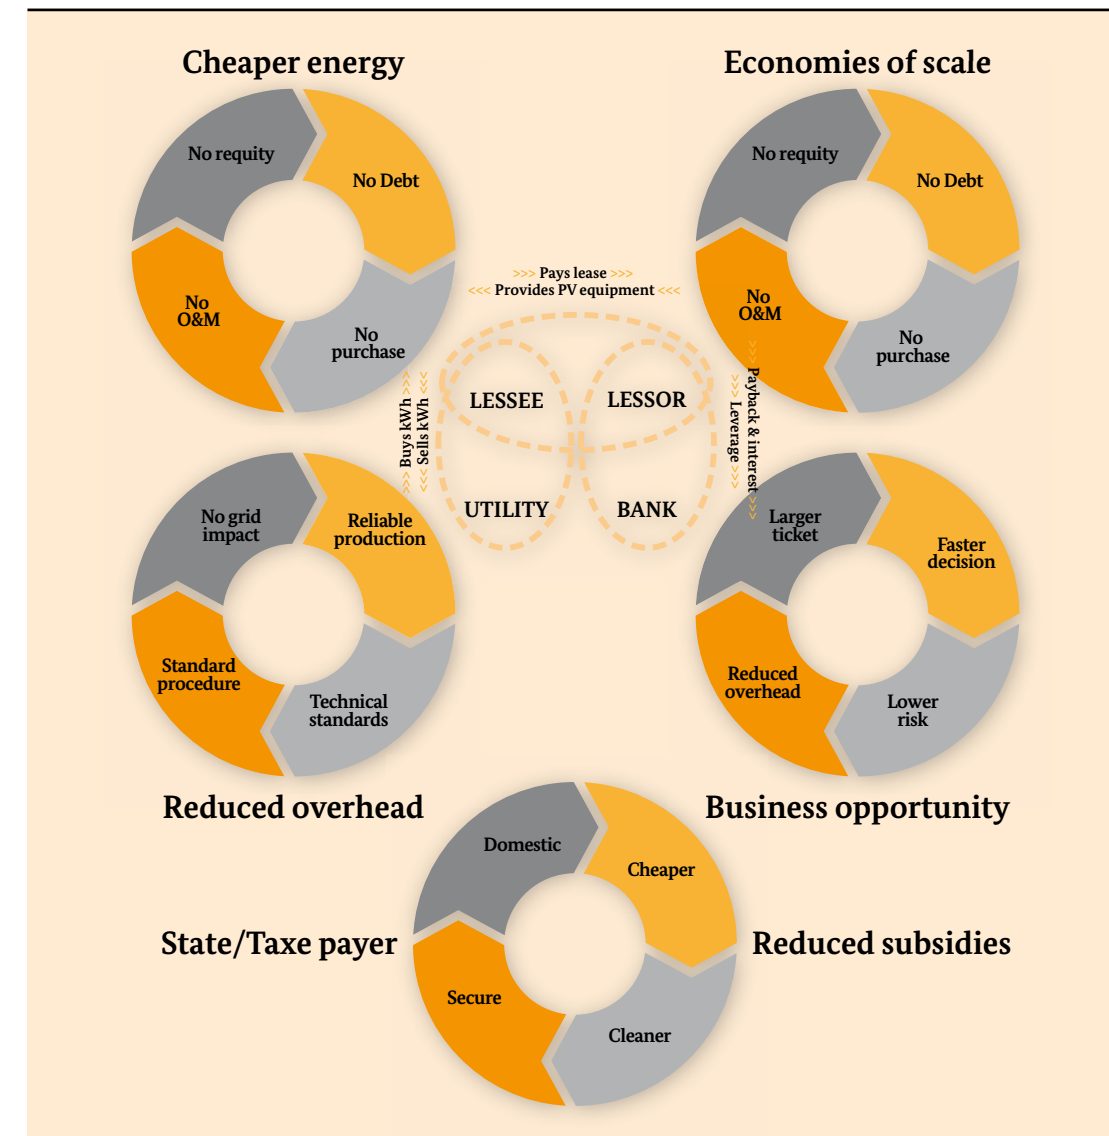 Cheaper energy
No requity
No Debt
No
O&M
No
purchase
Economies of scale
No requity
No Debt
No
O&M
No
purchase
>>> Pays lease >>>
<<< Provides PV equipment <<<
LESSEE
LESSOR
UTILITY
BANK
>>> Buys kWh >>>
<<< Sells kWh <<<
>>> Payback & interest >>>
<<< Leverage <<<
No grid
impact
Reliable
production
Standard
procedure
Technical
standards
Reduced overhead
Larger
ticket
Faster
decision
Reduced
overhead
Lower
risk
Business opportunity
Domestic
Cheaper
Secure
Cleaner
State/Taxe payer
Reduced subsidies